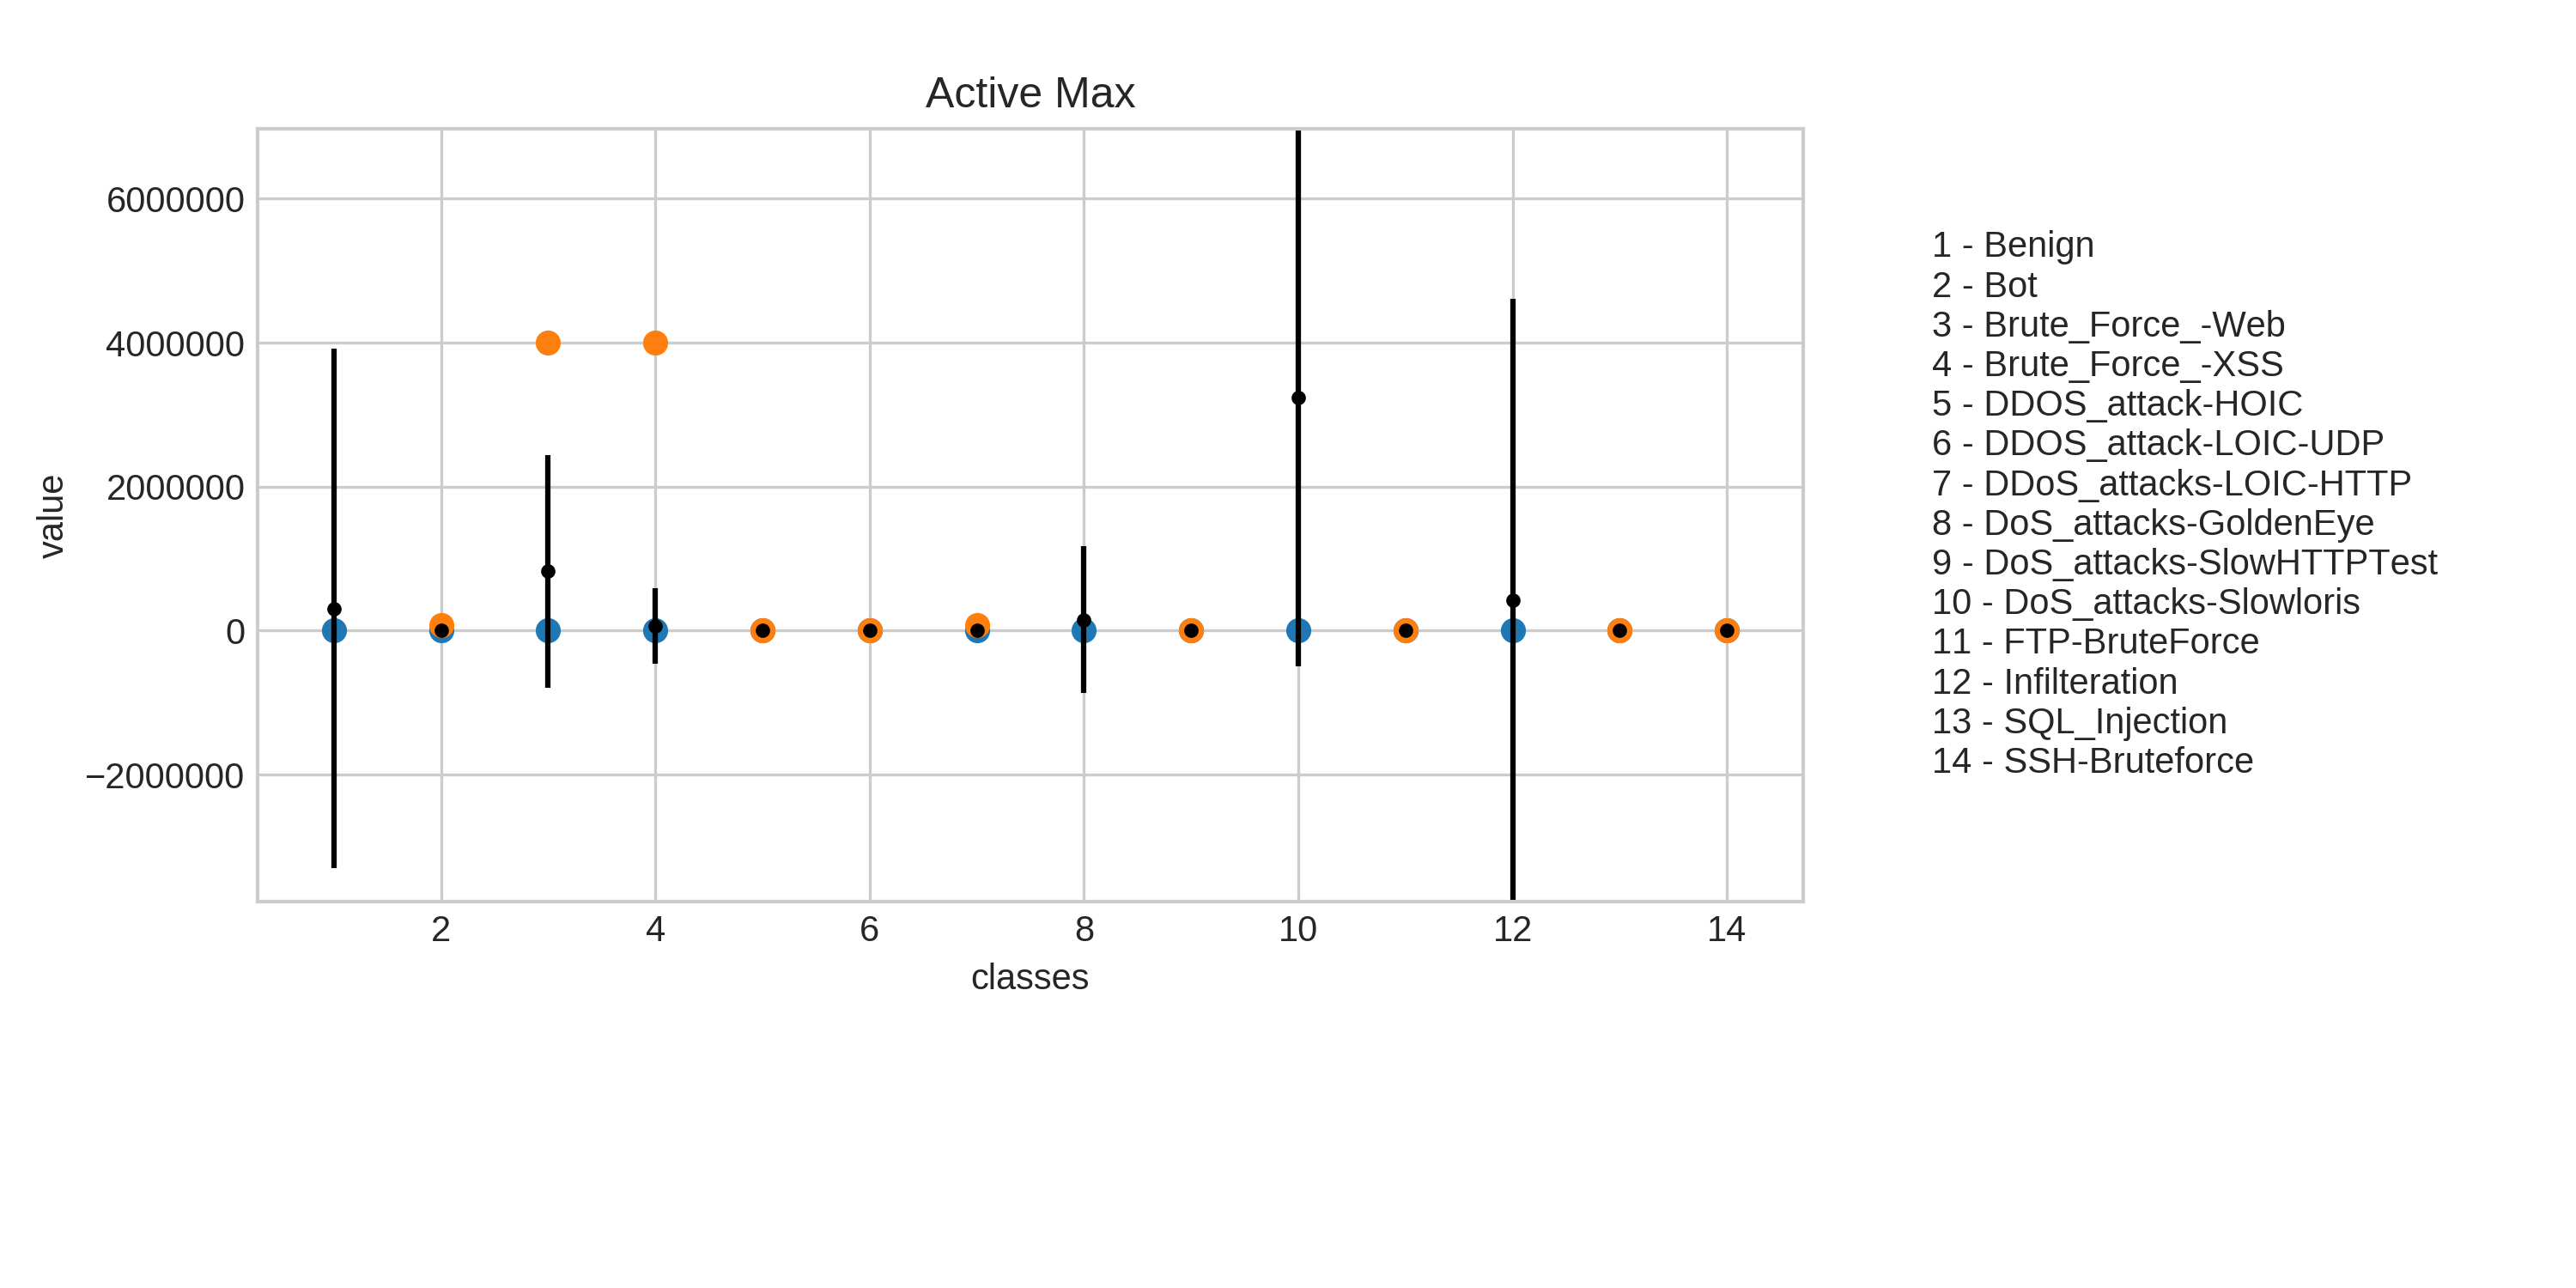 Active Max
6000000
4000000
2000000
0
−2000000
value
2 4 6 8 10 12 14
classes
1 - Benign
2 - Bot
3 - Brute_Force_-Web
4 - Brute_Force_-XSS
5 - DDOS_attack-HOIC
6 - DDOS_attack-LOIC-UDP
7 - DDoS_attacks-LOIC-HTTP
8 - DoS_attacks-GoldenEye
9 - DoS_attacks-SlowHTTPTest
10 - DoS_attacks-Slowloris
11 - FTP-BruteForce
12 - Infilteration
13 - SQL_Injection
14 - SSH-Bruteforce